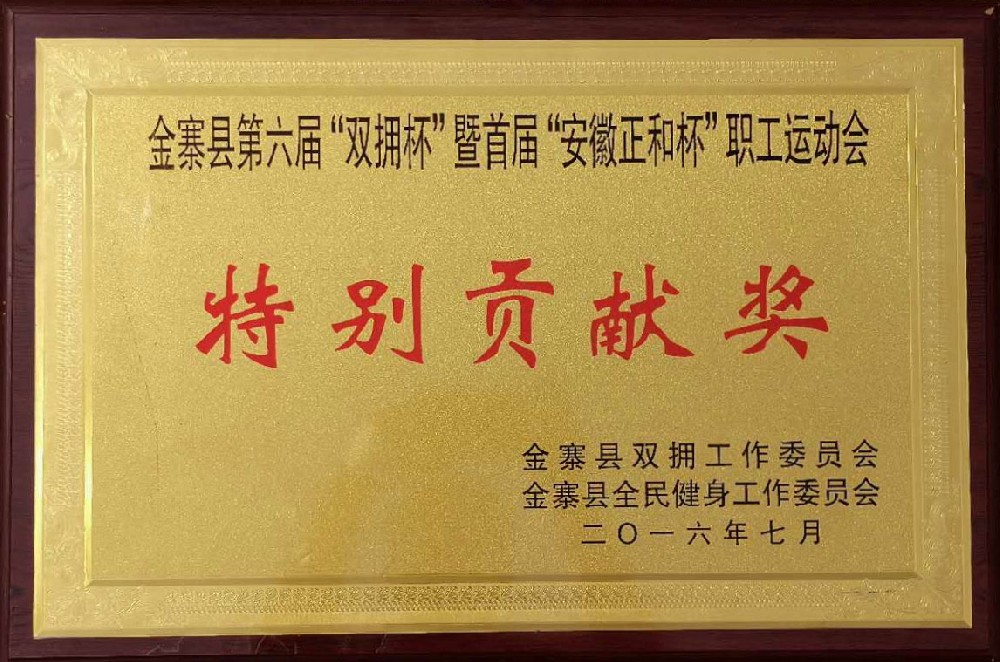 金寨县第六届“双拥杯”暨首届“安徽正和杯”职工运动会
特别贡献奖
金寨县双拥工作委员会
金寨县全民健身工作委员会
二〇一六年七月